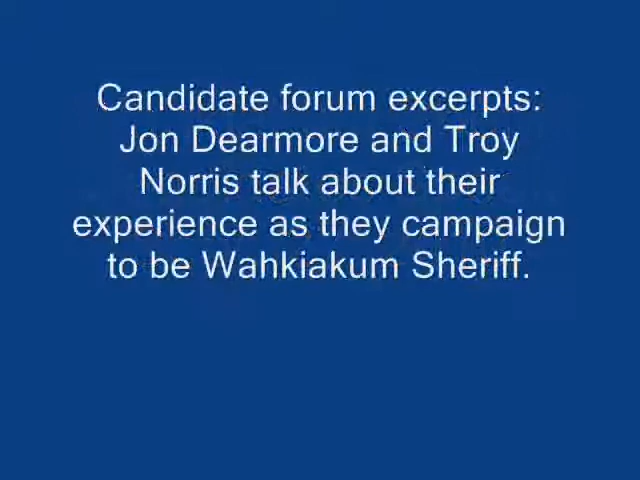 Candidate forum excerpts:
Jon Dearmore and Troy
Norris talk about their
experience as they campaign
to be Wahkiakum Sheriff.